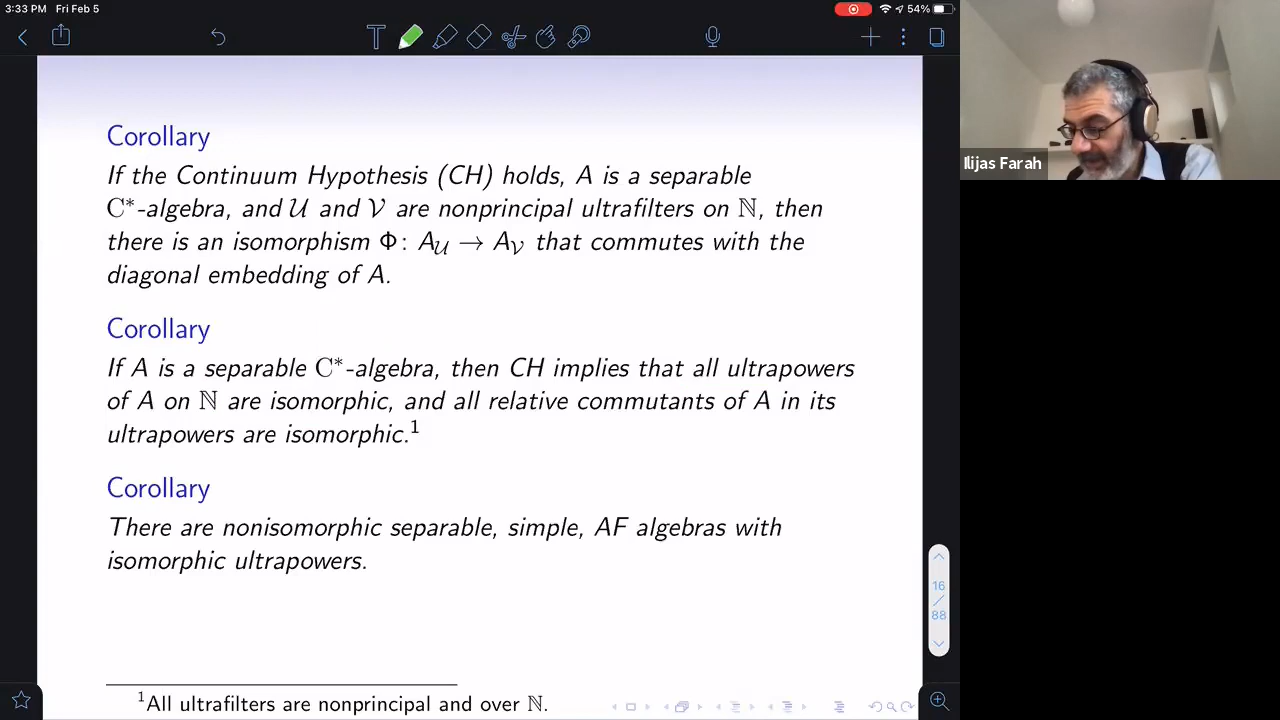 3:33 PM Fri Feb 5
54%
Corollary
If the Continuum Hypothesis (CH) holds, A is a separable
C*-algebra, and 𝒰 and 𝒱 are nonprincipal ultrafilters on ℕ, then
there is an isomorphism Φ: A_𝒰 → A_𝒱 that commutes with the
diagonal embedding of A.
Corollary
If A is a separable C*-algebra, then CH implies that all ultrapowers
of A on ℕ are isomorphic, and all relative commutants of A in its
ultrapowers are isomorphic.¹
Corollary
There are nonisomorphic separable, simple, AF algebras with
isomorphic ultrapowers.
¹All ultrafilters are nonprincipal and over ℕ.
16
/
88
Ilijas Farah